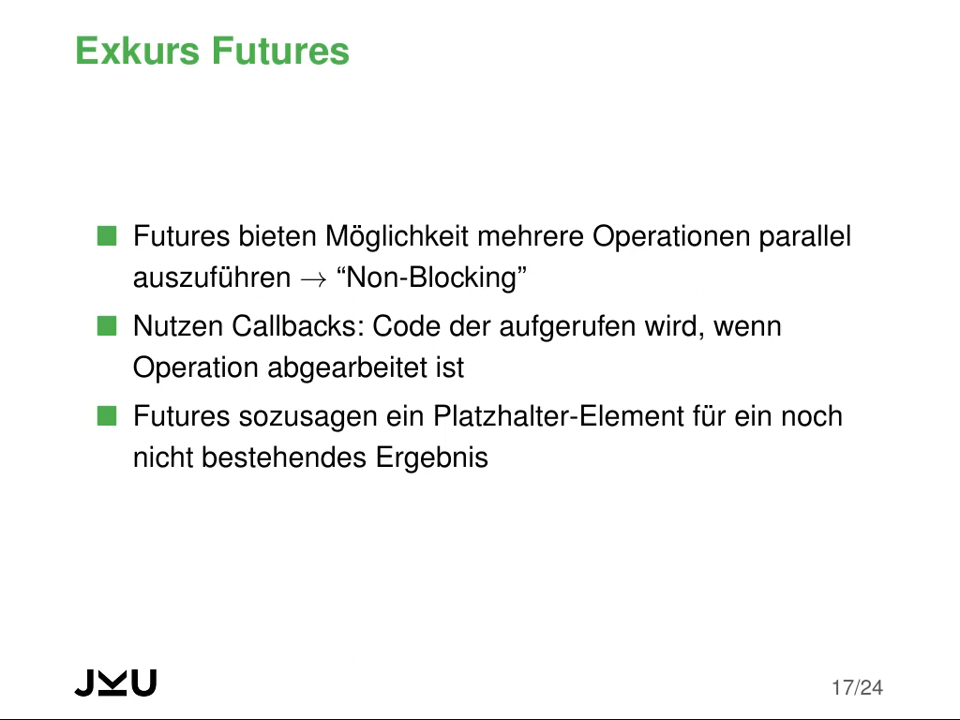 Exkurs Futures
Futures bieten Möglichkeit mehrere Operationen parallel
auszuführen → “Non-Blocking”
Nutzen Callbacks: Code der aufgerufen wird, wenn
Operation abgearbeitet ist
Futures sozusagen ein Platzhalter-Element für ein noch
nicht bestehendes Ergebnis
JKU
17/24